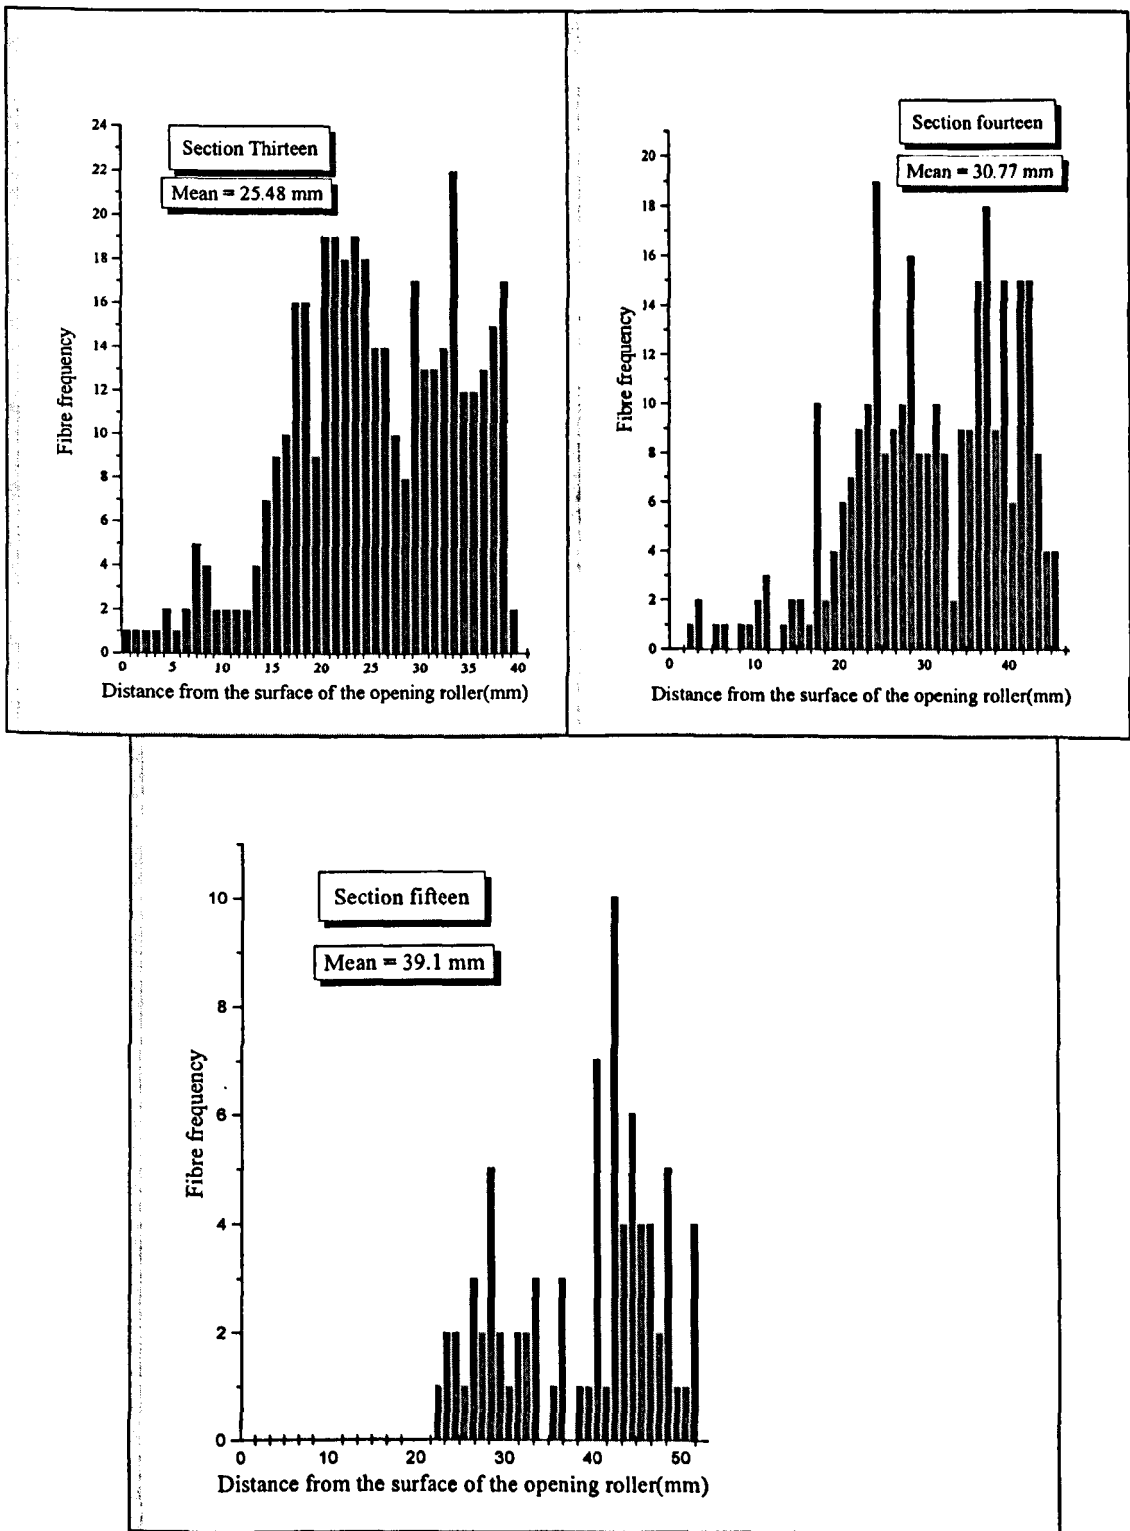 Section Thirteen
Mean = 25.48 mm
24
22
20
18
16
14
12
10
8
6
4
2
0
Fibre frequency
0 5 10 15 20 25 30 35 40
Distance from the surface of the opening roller(mm)
Section fourteen
Mean = 30.77 mm
20
18
16
14
12
10
8
6
4
2
0
Fibre frequency
0 10 20 30 40
Distance from the surface of the opening roller(mm)
Section fifteen
Mean = 39.1 mm
10
8
6
4
2
0
Fibre frequency
0 10 20 30 40 50
Distance from the surface of the opening roller(mm)